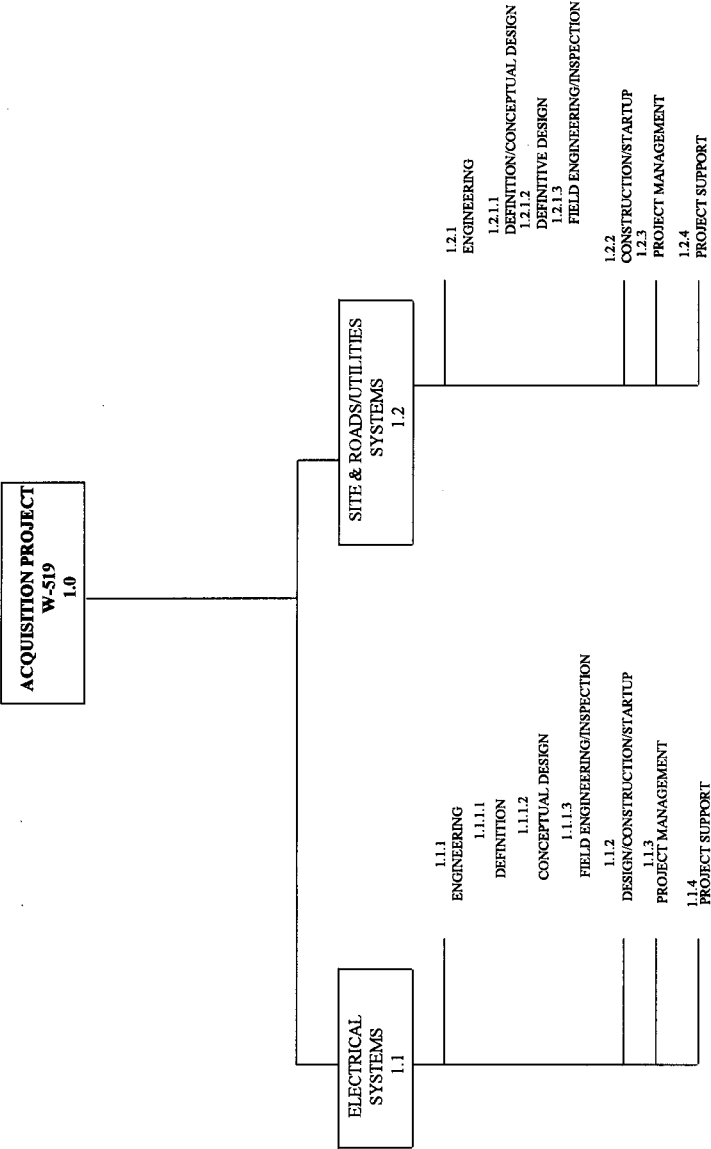 ACQUISITION PROJECT
W-519
1.0
ELECTRICAL
SYSTEMS
1.1
1.1.1
ENGINEERING
1.1.1.1
DEFINITION
1.1.1.2
CONCEPTUAL DESIGN
1.1.1.3
FIELD ENGINEERING/INSPECTION
1.1.2
DESIGN/CONSTRUCTION/STARTUP
1.1.3
PROJECT MANAGEMENT
1.1.4
PROJECT SUPPORT
SITE & ROADS/UTILITIES
SYSTEMS
1.2
1.2.1
ENGINEERING
1.2.1.1
DEFINITION/CONCEPTUAL DESIGN
1.2.1.2
DEFINITIVE DESIGN
1.2.1.3
FIELD ENGINEERING/INSPECTION
1.2.2
CONSTRUCTION/STARTUP
1.2.3
PROJECT MANAGEMENT
1.2.4
PROJECT SUPPORT